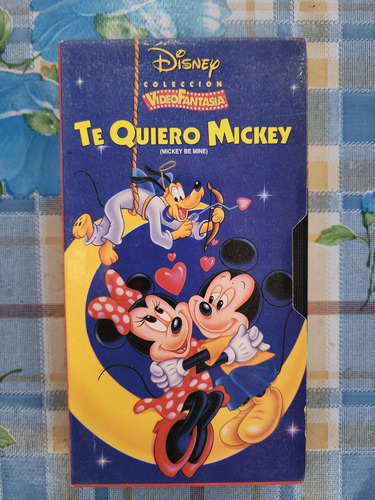 Disney
COLECCION
VIDEOFANTASIA
TE QUIERO MICKEY
(MICKEY BE MINE)